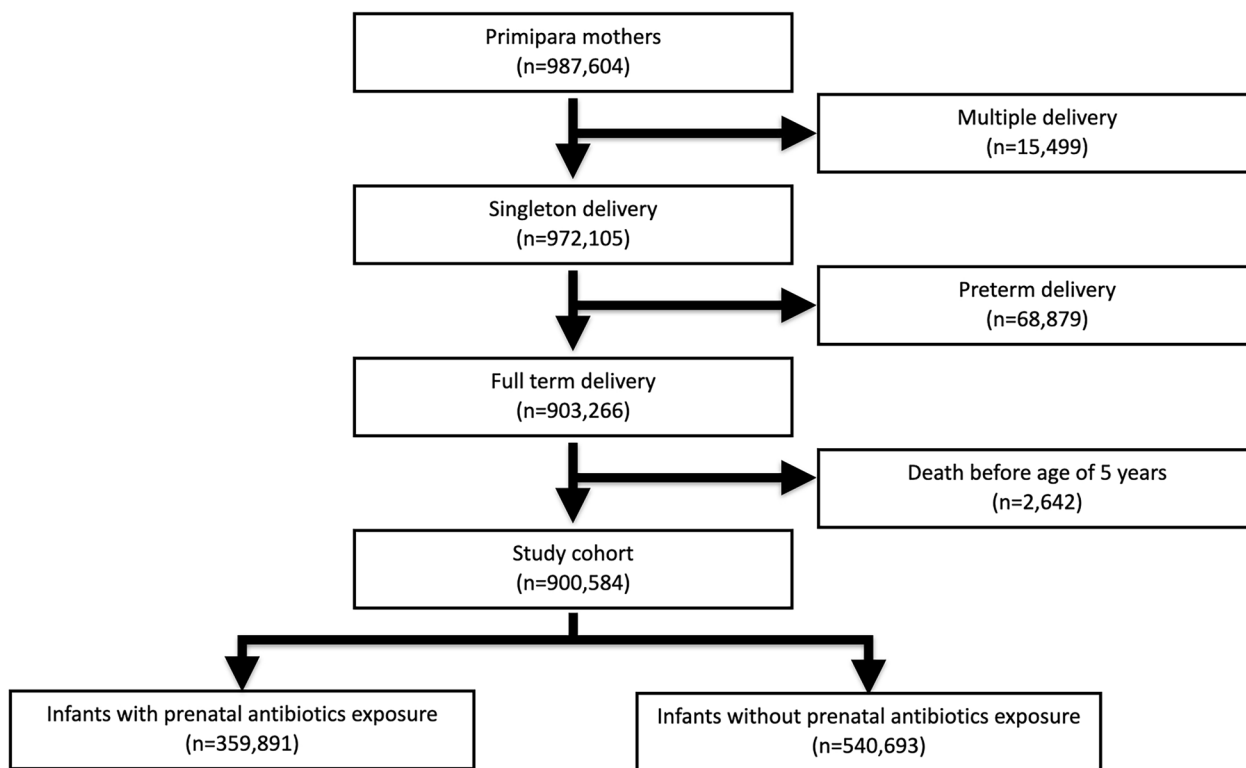 Primipara mothers
(n=987,604)
Multiple delivery
(n=15,499)
Singleton delivery
(n=972,105)
Preterm delivery
(n=68,879)
Full term delivery
(n=903,266)
Death before age of 5 years
(n=2,642)
Study cohort
(n=900,584)
Infants with prenatal antibiotics exposure
(n=359,891)
Infants without prenatal antibiotics exposure
(n=540,693)